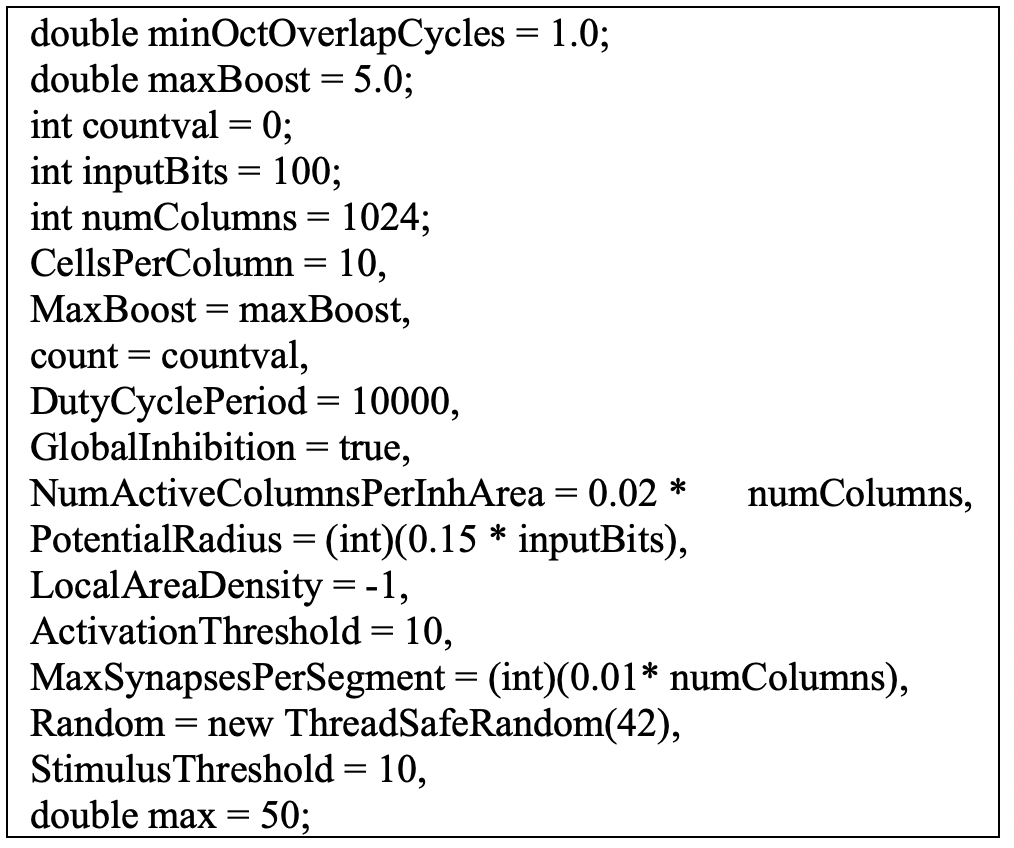 double minOctOverlapCycles = 1.0;
double maxBoost = 5.0;
int countval = 0;
int inputBits = 100;
int numColumns = 1024;
CellsPerColumn = 10,
MaxBoost = maxBoost,
count = countval,
DutyCyclePeriod = 10000,
GlobalInhibition = true,
NumActiveColumnsPerInhArea = 0.02 * numColumns,
PotentialRadius = (int)(0.15 * inputBits),
LocalAreaDensity = -1,
ActivationThreshold = 10,
MaxSynapsesPerSegment = (int)(0.01* numColumns),
Random = new ThreadSafeRandom(42),
StimulusThreshold = 10,
double max = 50;